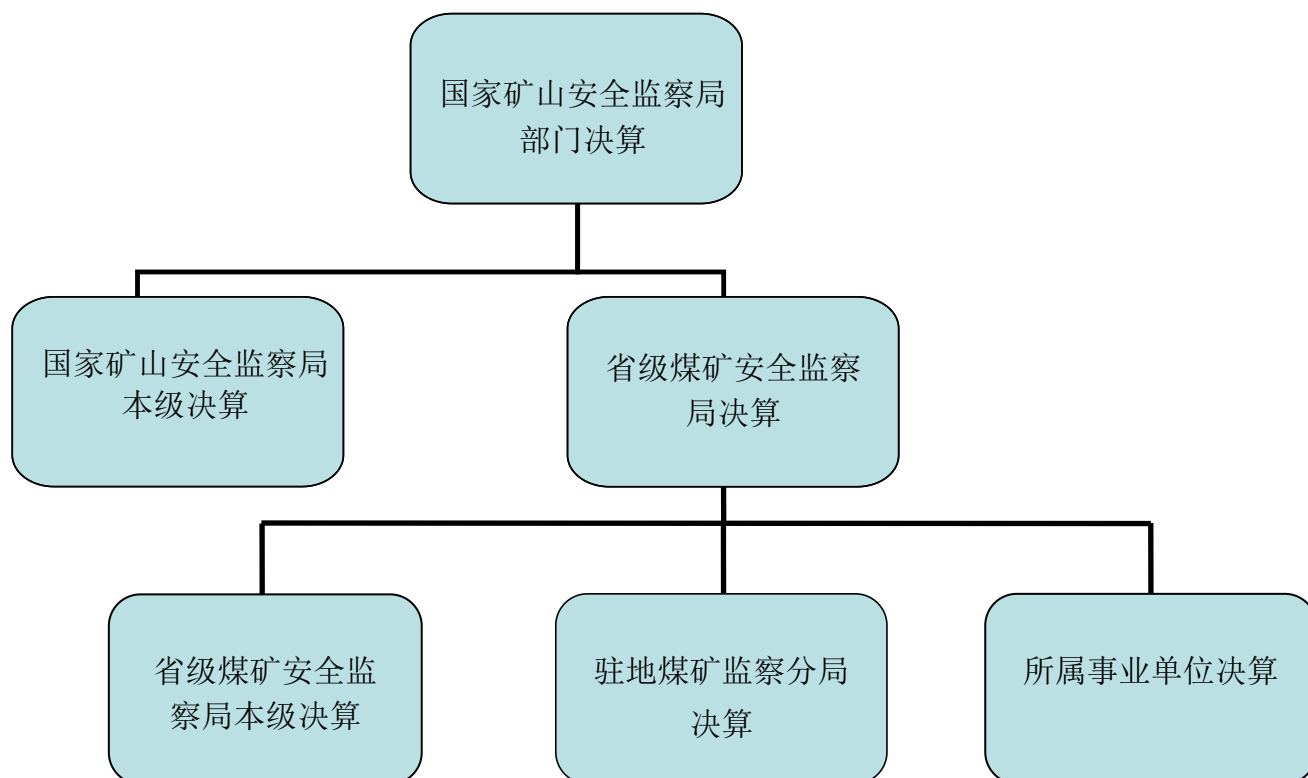 国家矿山安全监察局
部门决算
国家矿山安全监察局
本级决算
省级煤矿安全监察
局决算
省级煤矿安全监
察局本级决算
驻地煤矿监察分局
决算
所属事业单位决算